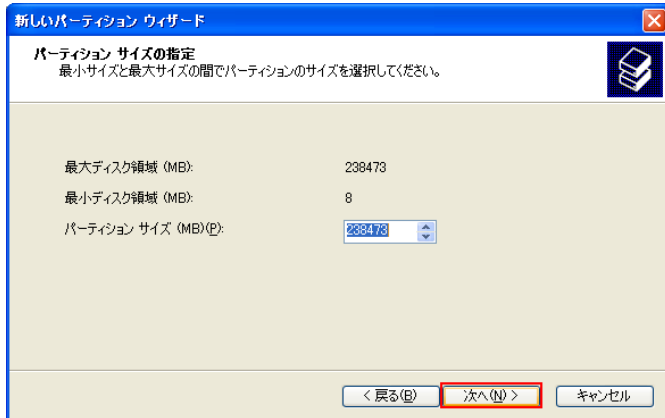 新しいパーティション ウィザード
パーティション サイズの指定
最小サイズと最大サイズの間でパーティションのサイズを選択してください。
最大ディスク領域 (MB): 238473
最小ディスク領域 (MB): 8
パーティション サイズ (MB)(P): 238473
< 戻る(B) 次へ(N) > キャンセル